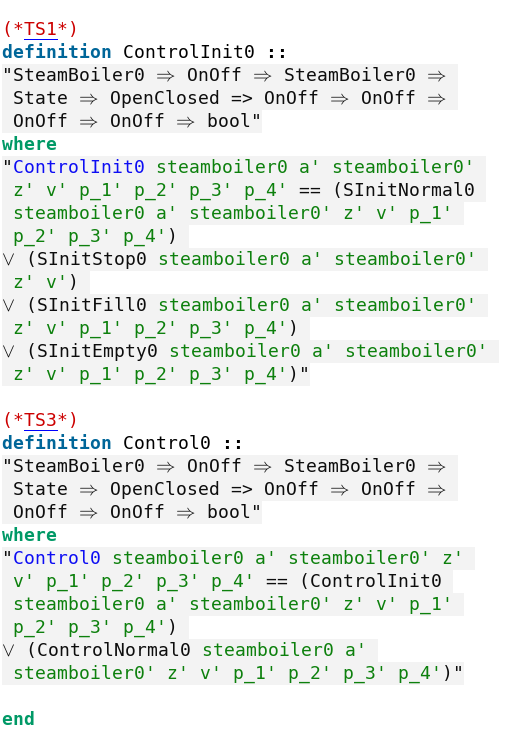 (*TS1*)
definition ControlInit0 ::
"SteamBoiler0 ⇒ OnOff ⇒ SteamBoiler0 ⇒
State ⇒ OpenClosed => OnOff ⇒ OnOff ⇒
OnOff ⇒ OnOff ⇒ bool"
where
"ControlInit0 steamboiler0 a' steamboiler0'
z' v' p_1' p_2' p_3' p_4' == (SInitNormal0
steamboiler0 a' steamboiler0' z' v' p_1'
p_2' p_3' p_4')
∨ (SInitStop0 steamboiler0 a' steamboiler0'
z' v')
∨ (SInitFill0 steamboiler0 a' steamboiler0'
z' v' p_1' p_2' p_3' p_4')
∨ (SInitEmpty0 steamboiler0 a' steamboiler0'
z' v' p_1' p_2' p_3' p_4')"
(*TS3*)
definition Control0 ::
"SteamBoiler0 ⇒ OnOff ⇒ SteamBoiler0 ⇒
State ⇒ OpenClosed => OnOff ⇒ OnOff ⇒
OnOff ⇒ OnOff ⇒ bool"
where
"Control0 steamboiler0 a' steamboiler0' z'
v' p_1' p_2' p_3' p_4' == (ControlInit0
steamboiler0 a' steamboiler0' z' v' p_1'
p_2' p_3' p_4')
∨ (ControlNormal0 steamboiler0 a'
steamboiler0' z' v' p_1' p_2' p_3' p_4')"
end